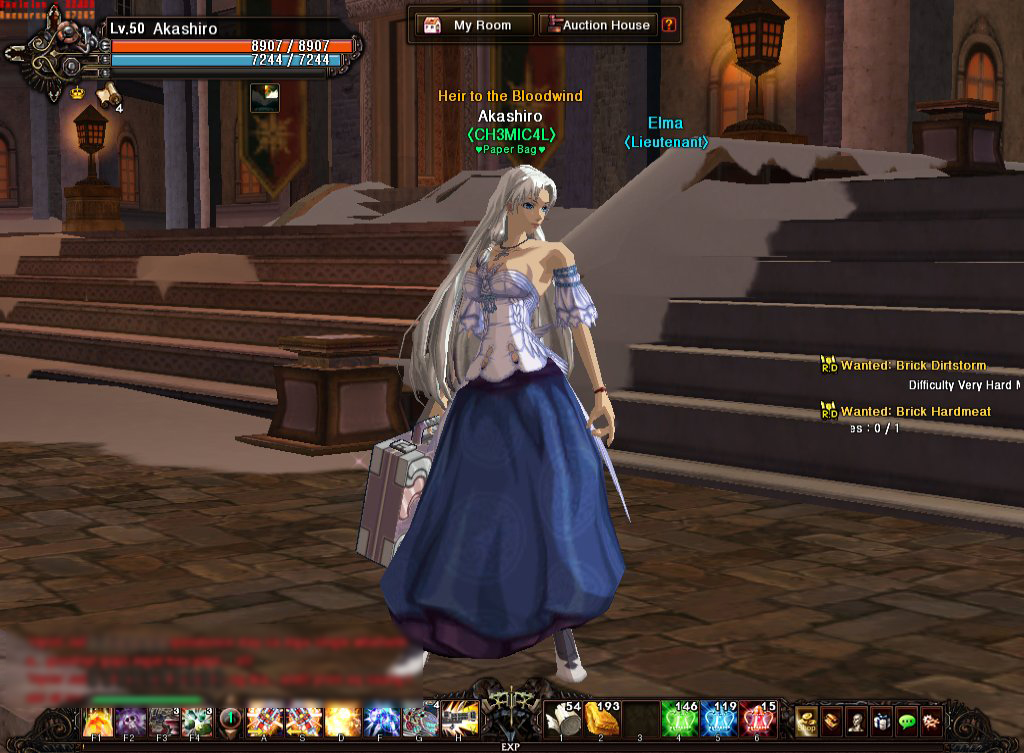 Lv.50 Akashiro
8907 / 8907
7244 / 7244
4
My Room
Auction House
?
Heir to the Bloodwind
Akashiro
<CH3MIC4L>
♥Paper Bag♥
Elma
<Lieutenant>
R.D Wanted: Brick Dirtstorm
Difficulty Very Hard M
R.D Wanted: Brick Hardmeat
es : 0 / 1
3 3 1 4 54 193 146 119 15
F1 F2 F3 F4 A S D F G H 1 2 3 4 5 6
EXP